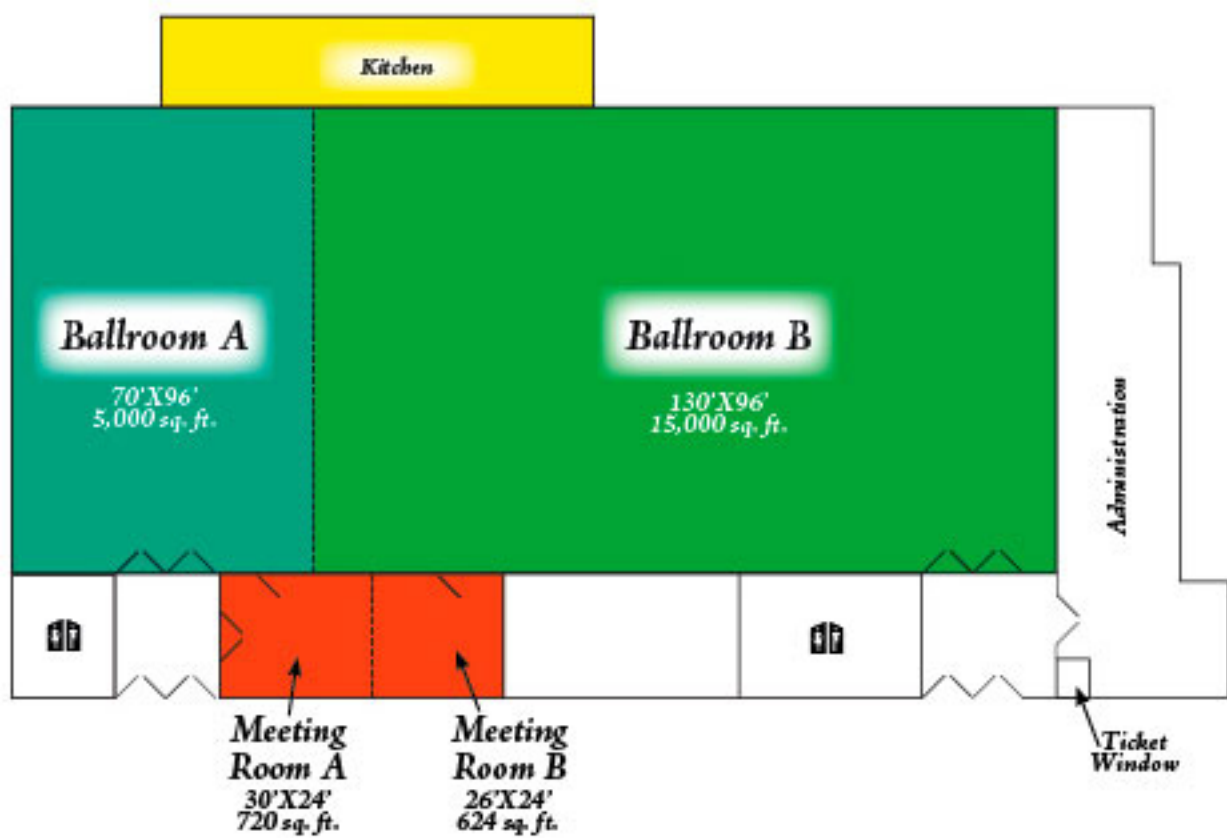 Kitchen
Ballroom A
70'X96'
5,000 sq. ft.
Ballroom B
130'X96'
15,000 sq. ft.
Administration
Meeting
Room A
30'X24'
720 sq. ft.
Meeting
Room B
26'X24'
624 sq. ft.
Ticket
Window